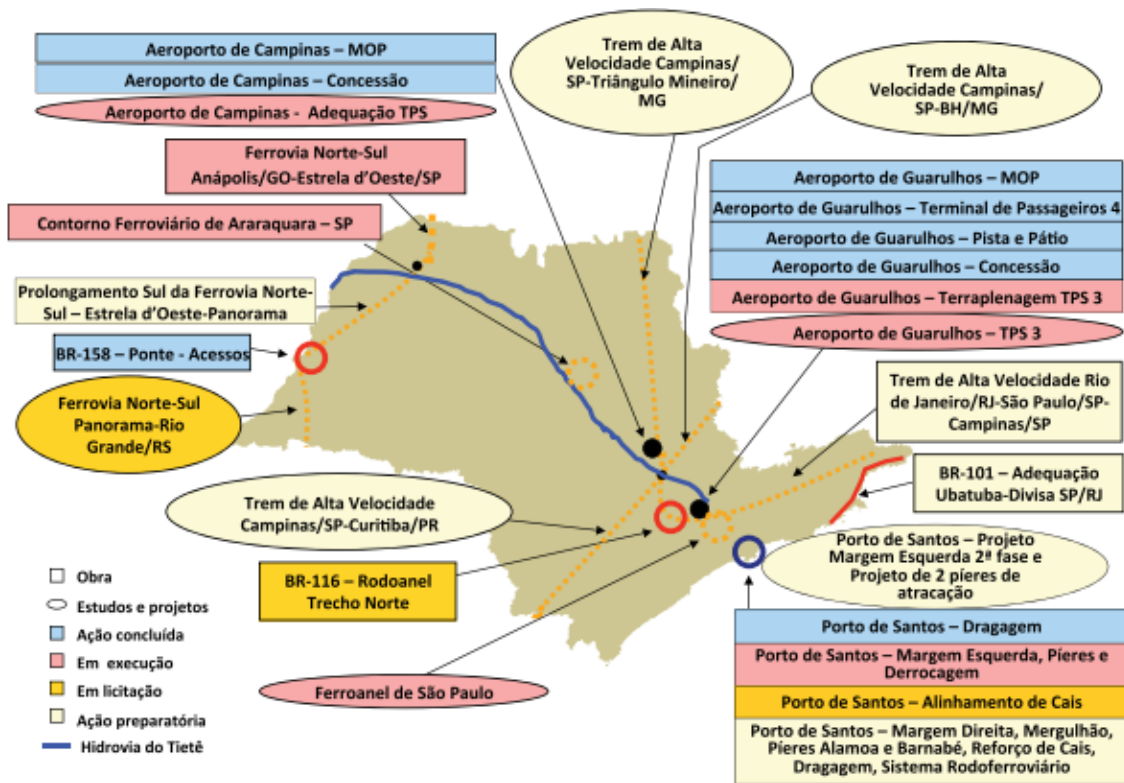 Aeroporto de Campinas – MOP
Aeroporto de Campinas – Concessão
Aeroporto de Campinas - Adequação TPS
Ferrovia Norte-Sul
Anápolis/GO-Estrela d'Oeste/SP
Contorno Ferroviário de Araraquara – SP
Prolongamento Sul da Ferrovia Norte-
Sul – Estrela d'Oeste-Panorama
BR-158 – Ponte - Acessos
Ferrovia Norte-Sul
Panorama-Rio
Grande/RS
Trem de Alta
Velocidade Campinas/
SP-Triângulo Mineiro/
MG
Trem de Alta
Velocidade Campinas/
SP-BH/MG
Aeroporto de Guarulhos – MOP
Aeroporto de Guarulhos – Terminal de Passageiros 4
Aeroporto de Guarulhos – Pista e Pátio
Aeroporto de Guarulhos – Concessão
Aeroporto de Guarulhos – Terraplenagem TPS 3
Aeroporto de Guarulhos – TPS 3
Trem de Alta Velocidade Rio
de Janeiro/RJ-São Paulo/SP-
Campinas/SP
BR-101 – Adequação
Ubatuba-Divisa SP/RJ
Trem de Alta Velocidade
Campinas/SP-Curitiba/PR
BR-116 – Rodoanel
Trecho Norte
Ferroanel de São Paulo
Porto de Santos – Projeto
Margem Esquerda 2ª fase e
Projeto de 2 píeres de
atracação
Porto de Santos – Dragagem
Porto de Santos – Margem Esquerda, Píeres e
Derrocagem
Porto de Santos – Alinhamento de Cais
Porto de Santos – Margem Direita, Mergulhão,
Píeres Alamoa e Barnabé, Reforço de Cais,
Dragagem, Sistema Rodoferroviário
Obra
Estudos e projetos
Ação concluída
Em execução
Em licitação
Ação preparatória
Hidrovia do Tietê